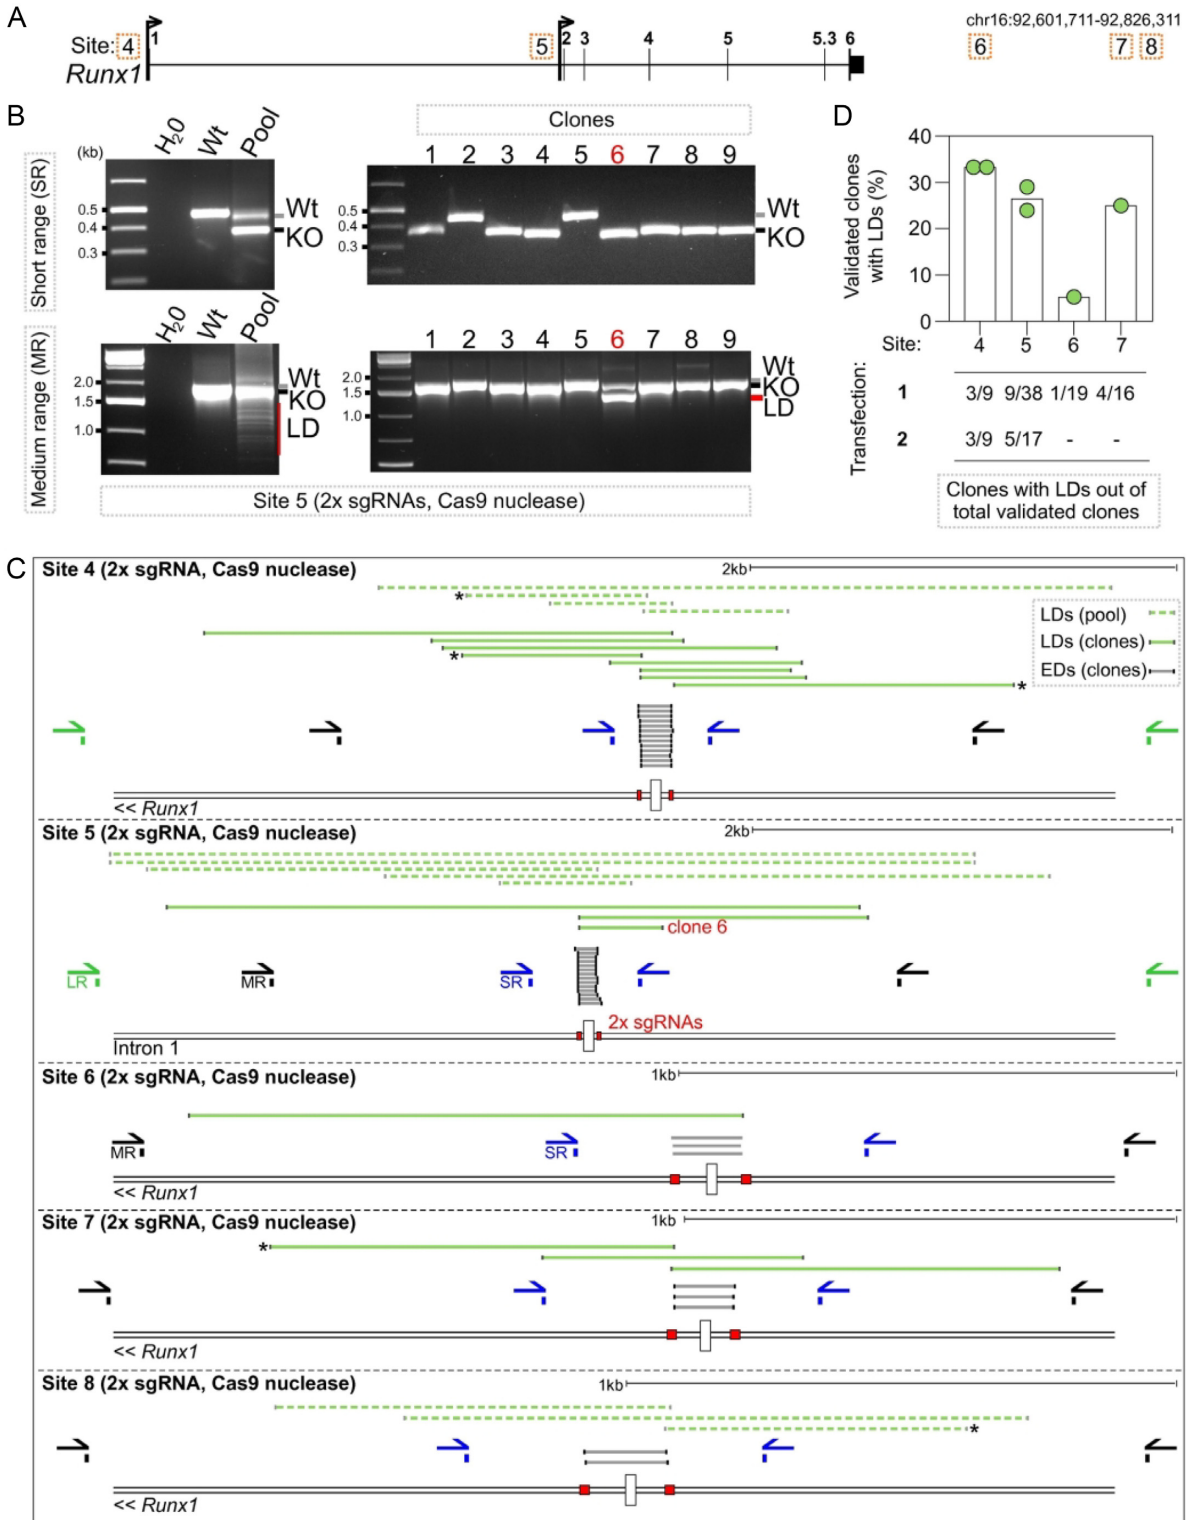 A
chr16:92,601,711-92,826,311
Site: 4 1 5 2 3 4 5 5.3 6 6 7 8
Runx1
B
Clones
H20 Wt Pool
(kb)
1 2 3 4 5 6 7 8 9
Short range (SR)
0.5
0.4
0.3
Wt
KO
0.5
0.4
0.3
Wt
KO
H20 Wt Pool
1 2 3 4 5 6 7 8 9
Medium range (MR)
2.0
1.5
1.0
Wt
KO
LD
2.0
1.5
1.0
Wt
KO
LD
Site 5 (2x sgRNAs, Cas9 nuclease)
D
Validated clones
with LDs (%)
40
30
20
10
0
Site: 4 5 6 7
Transfection:
1 3/9 9/38 1/19 4/16
2 3/9 5/17 - -
Clones with LDs out of
total validated clones
C
Site 4 (2x sgRNA, Cas9 nuclease)
2kb
*
LDs (pool)
LDs (clones)
EDs (clones)
*
*
<< Runx1
Site 5 (2x sgRNA, Cas9 nuclease)
2kb
clone 6
LR MR SR
2x sgRNAs
Intron 1
Site 6 (2x sgRNA, Cas9 nuclease)
1kb
MR SR
<< Runx1
Site 7 (2x sgRNA, Cas9 nuclease)
1kb
*
<< Runx1
Site 8 (2x sgRNA, Cas9 nuclease)
1kb
*
<< Runx1